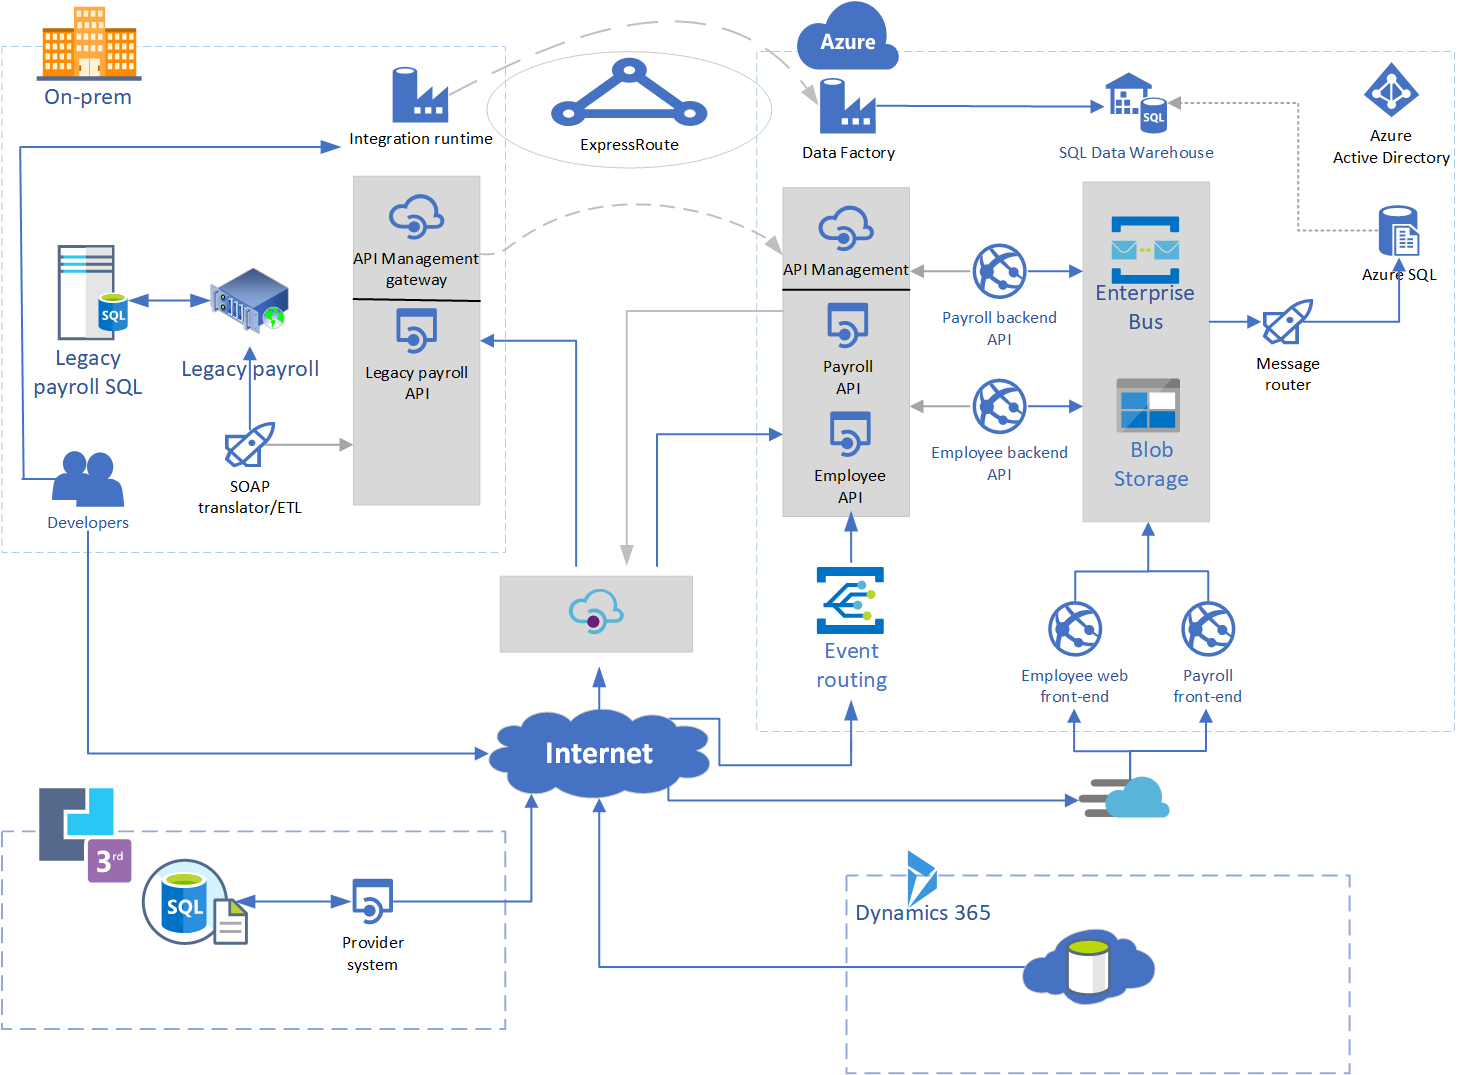 On-prem
Integration runtime
ExpressRoute
Azure
Data Factory
SQL
SQL Data Warehouse
Azure
Active Directory
API Management
gateway
Legacy payroll
API
SQL
Legacy
payroll SQL
Legacy payroll
SOAP
translator/ETL
Developers
API Management
Payroll
API
Employee
API
Payroll backend
API
Employee backend
API
Enterprise
Bus
Blob
Storage
Message
router
Azure SQL
Event
routing
Employee web
front-end
Payroll
front-end
Internet
3rd
SQL
Provider
system
Dynamics 365